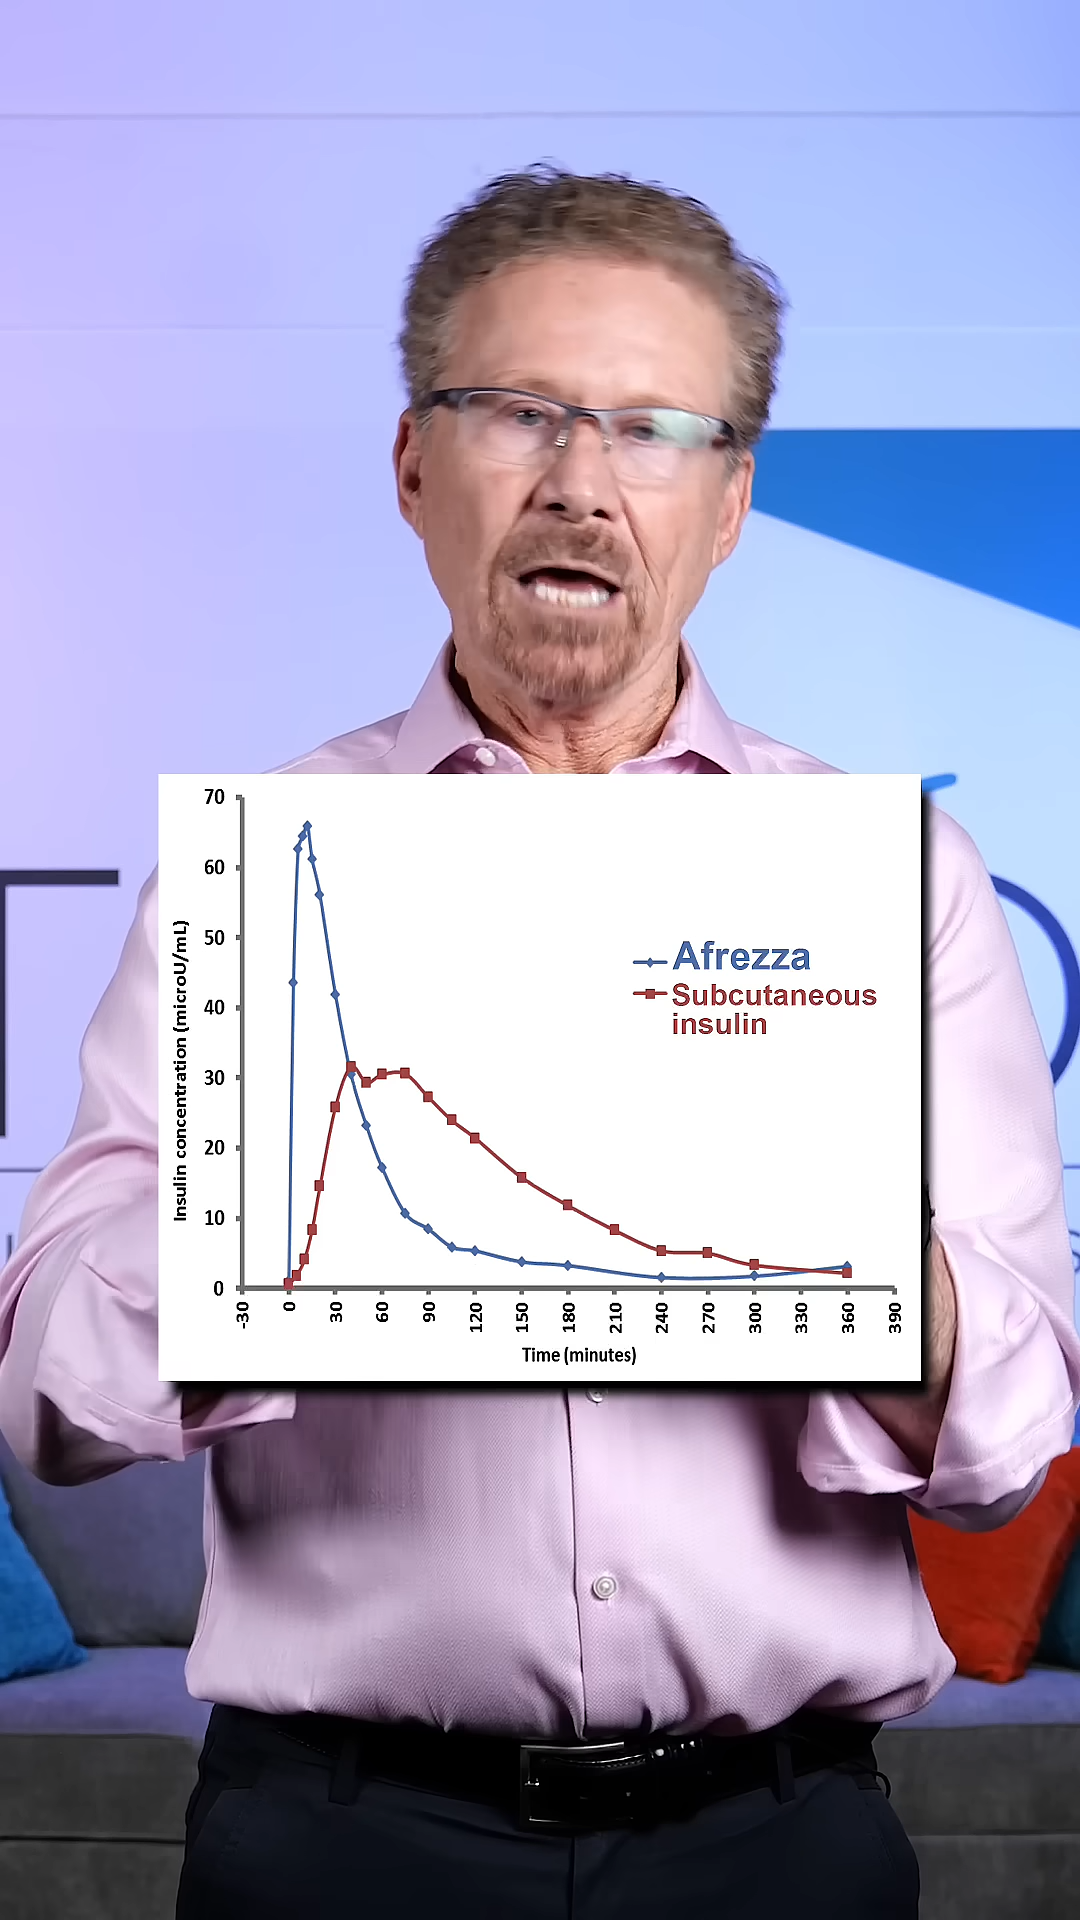 70
60
50
40
30
20
10
0
Insulin concentration (microU/mL)
Afrezza
Subcutaneous
insulin
-30 0 30 60 90 120 150 180 210 240 270 300 330 360 390
Time (minutes)
T